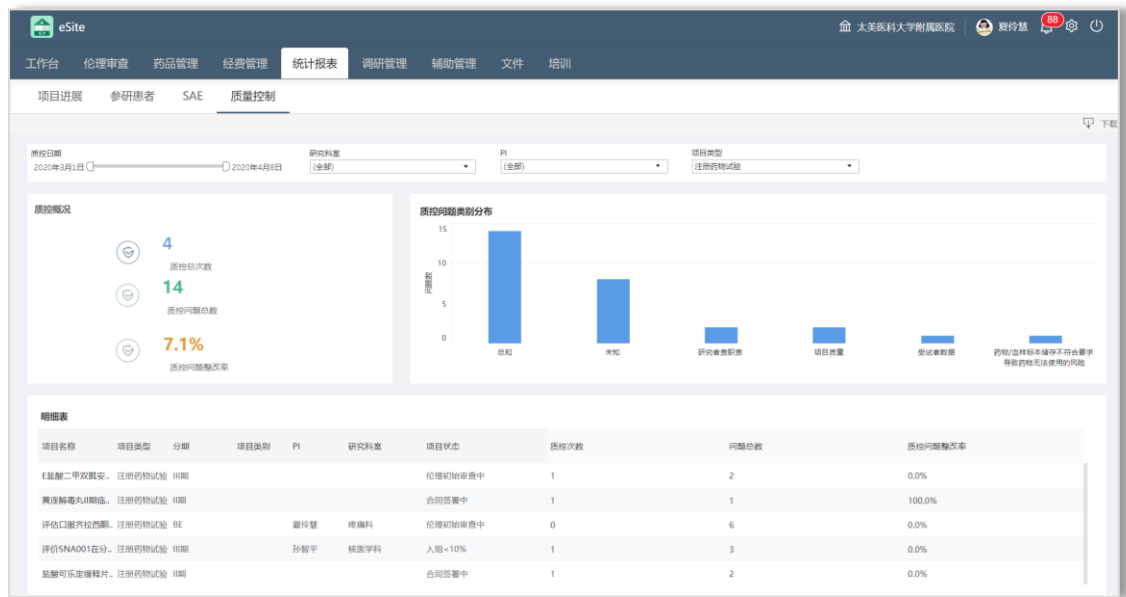 eSite
太美医科大学附属医院
夏伶慧
88
工作台 伦理审查 药品管理 经费管理 统计报表 调研管理 辅助管理 文件 培训
项目进展 参研患者 SAE 质量控制
下载
质控日期 研究科室 PI 项目类型
2020年3月1日 2020年4月8日 (全部) (全部) 注册药物试验
质控概况
4
质控总次数
14
质控问题总数
7.1%
质控问题整改率
质控问题类别分布
问题数
15
10
5
0
总和 未知 研究者责职责 项目质量 受试者数据 药物/血样标本储存不符合要求
导致药物无法使用的风险
明细表
项目名称 项目类型 分期 项目类别 PI 研究科室 项目状态 质控次数 问题总数 质控问题整改率
E盐酸二甲双胍安.. 注册药物试验 III期 伦理初始审查中 1 2 0.0%
黄连解毒丸II期临.. 注册药物试验 II期 合同签署中 1 1 100.0%
评估口服齐拉西酮.. 注册药物试验 BE 夏伶慧 疼痛科 伦理初始审查中 0 6 0.0%
评价SNA001在分.. 注册药物试验 III期 孙智平 核医学科 入组<10% 1 3 0.0%
盐酸可乐定缓释片.. 注册药物试验 II期 合同签署中 1 2 0.0%